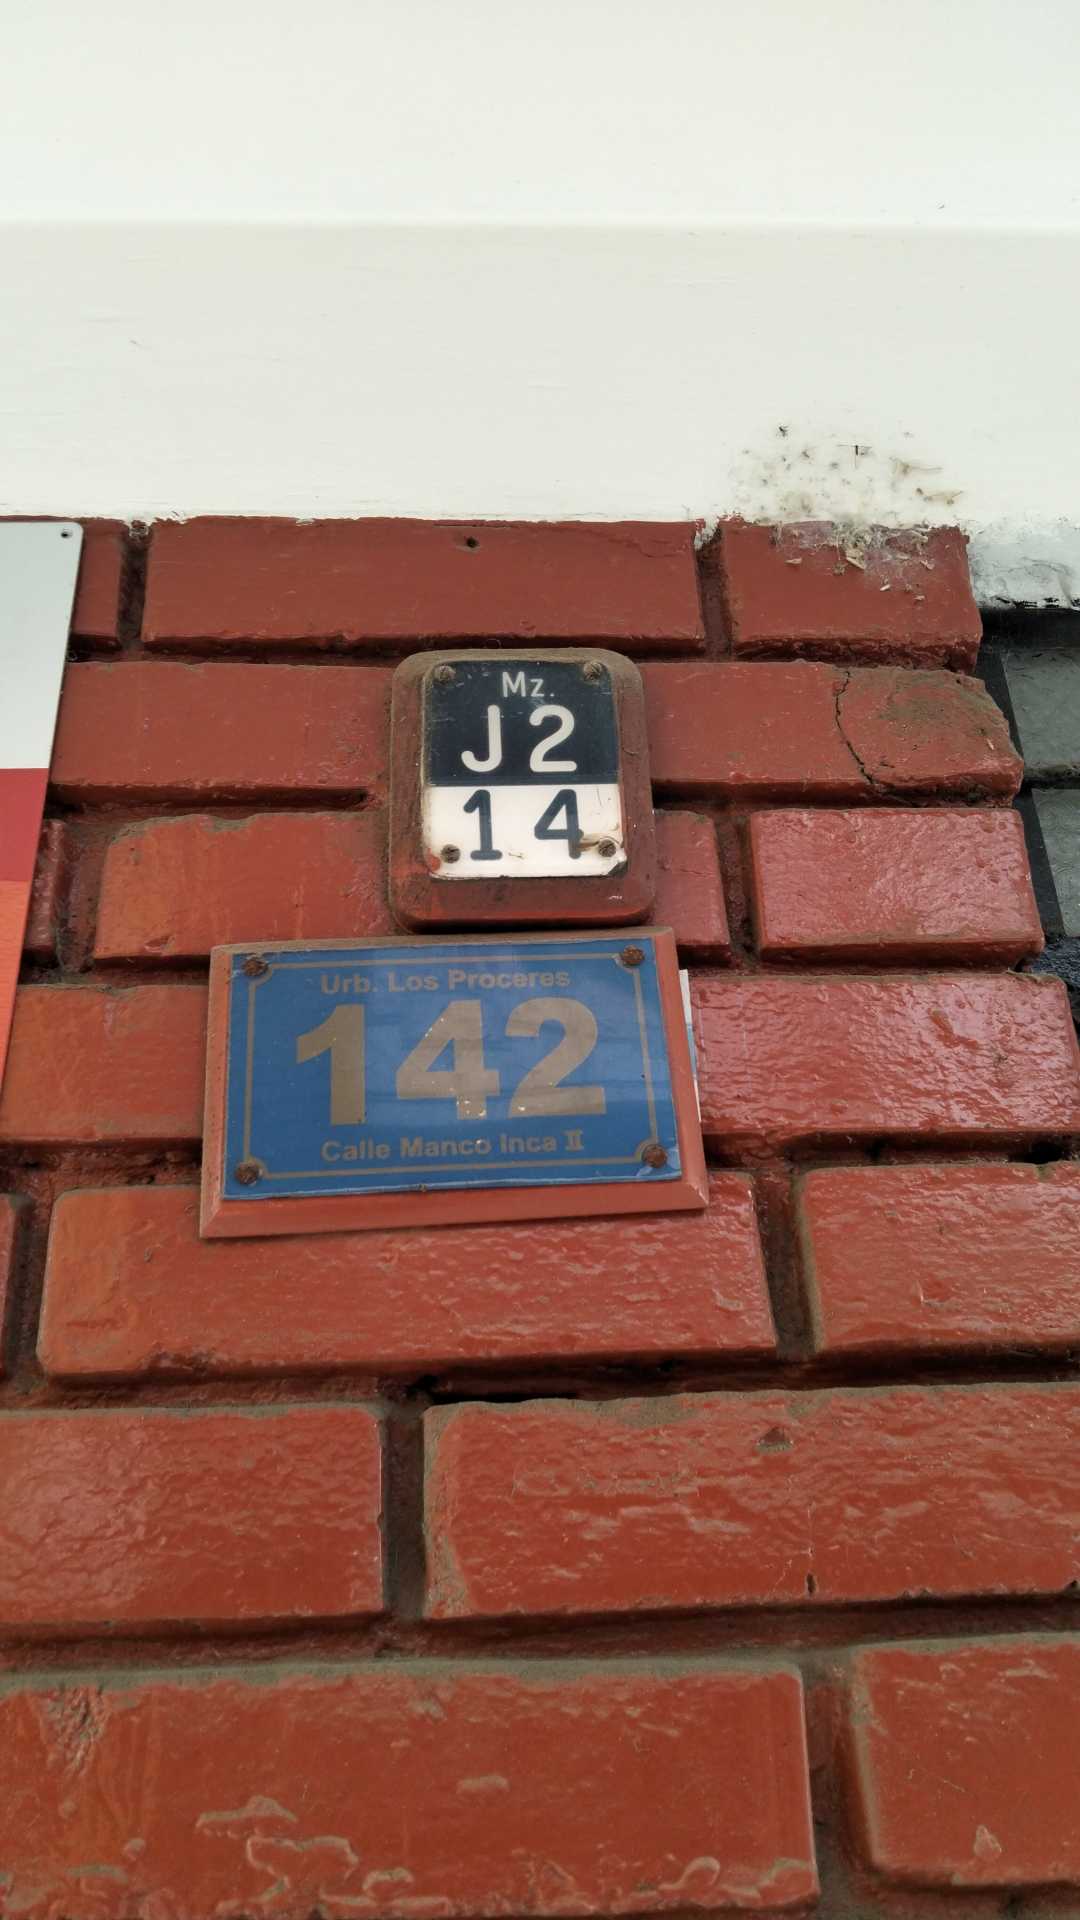 Mz.
J2
14
Urb. Los Proceres
142
Calle Manco Inca II